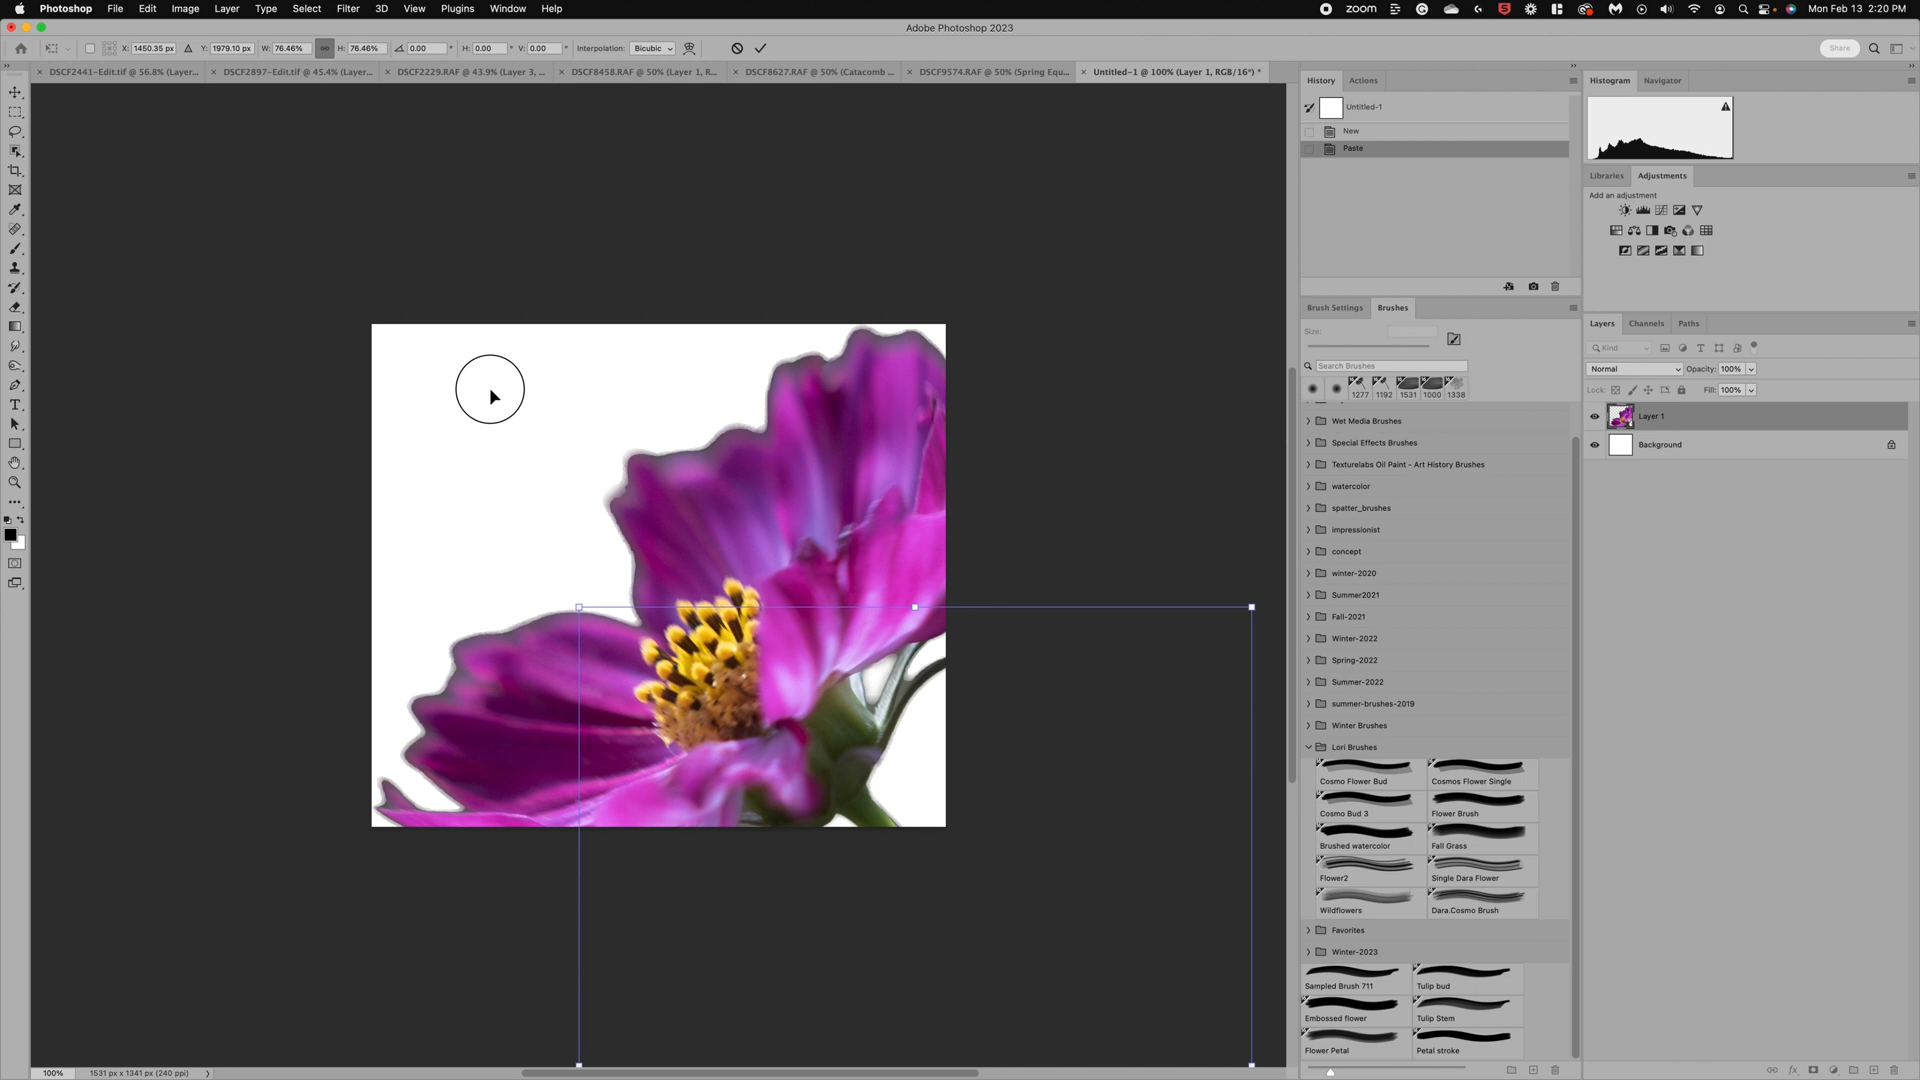 Photoshop File Edit Image Layer Type Select Filter 3D View Plugins Window Help zoom Mon Feb 13 2:20 PM
Adobe Photoshop 2023
X: 1450.35 px Y: 1979.10 px W: 76.46% H: 76.46% 0.00 ° H: 0.00 ° V: 0.00 ° Interpolation: Bicubic Share
DSCF2441-Edit.tif @ 56.8% (Layer... DSCF2897-Edit.tif @ 45.4% (Layer... DSCF2229.RAF @ 43.9% (Layer 3, ... DSCF8458.RAF @ 50% (Layer 1, R... DSCF8627.RAF @ 50% (Catacomb ... DSCF9574.RAF @ 50% (Spring Equ... Untitled-1 @ 100% (Layer 1, RGB/16*) *
History Actions
Untitled-1
New
Paste
Brush Settings Brushes
Size:
Search Brushes
1277 1192 1531 1000 1338
Wet Media Brushes
Special Effects Brushes
Texturelabs Oil Paint - Art History Brushes
watercolor
spatter_brushes
impressionist
concept
winter-2020
Summer2021
Fall-2021
Winter-2022
Spring-2022
Summer-2022
summer-brushes-2019
Winter Brushes
Lori Brushes
Cosmo Flower Bud Cosmos Flower Single
Cosmo Bud 3 Flower Brush
Brushed watercolor Fall Grass
Flower2 Single Dara Flower
Wildflowers Dara.Cosmo Brush
Favorites
Winter-2023
Sampled Brush 711 Tulip bud
Embossed flower Tulip Stem
Flower Petal Petal stroke
Histogram Navigator
Libraries Adjustments
Add an adjustment
Layers Channels Paths
Kind
Normal Opacity: 100%
Lock: Fill: 100%
Layer 1
Background
100% 1531 px x 1341 px (240 ppi)